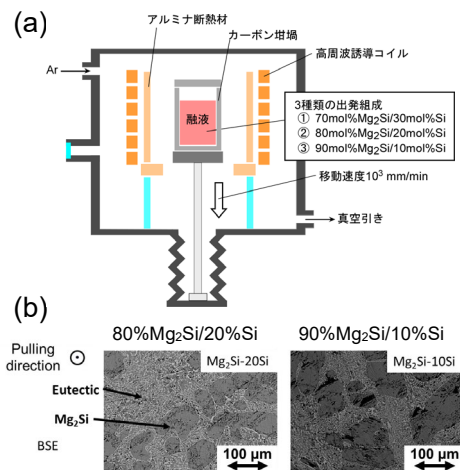 (a)
アルミナ断熱材
カーボン坩堝
高周波誘導コイル
Ar
融液
3種類の出発組成
① 70mol%Mg₂Si/30mol%Si
② 80mol%Mg₂Si/20mol%Si
③ 90mol%Mg₂Si/10mol%Si
移動速度10³ mm/min
真空引き
(b)
80%Mg₂Si/20%Si
90%Mg₂Si/10%Si
Pulling
direction
Mg₂Si-20Si
Mg₂Si-10Si
Eutectic
Mg₂Si
BSE
100 μm
100 μm